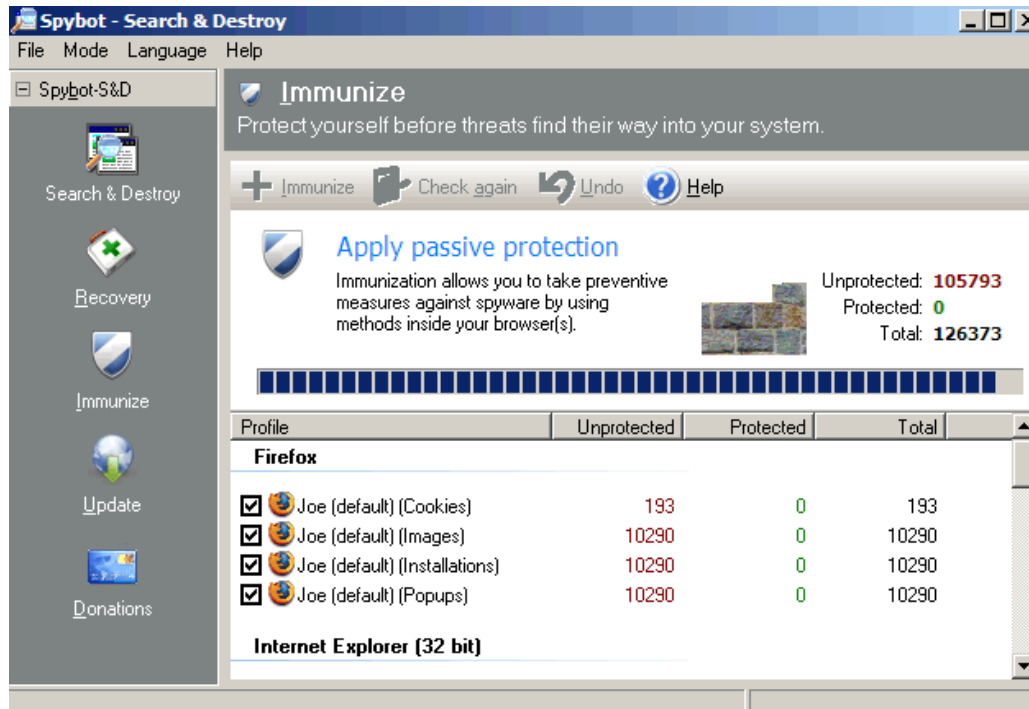 Spybot - Search & Destroy
File Mode Language Help
Spybot-S&D
Search & Destroy
Recovery
Immunize
Update
Donations
Immunize
Protect yourself before threats find their way into your system.
Immunize Check again Undo Help
Apply passive protection
Immunization allows you to take preventive
measures against spyware by using
methods inside your browser(s).
Unprotected: 105793
Protected: 0
Total: 126373
Profile Unprotected Protected Total
Firefox
Joe (default) (Cookies) 193 0 193
Joe (default) (Images) 10290 0 10290
Joe (default) (Installations) 10290 0 10290
Joe (default) (Popups) 10290 0 10290
Internet Explorer (32 bit)